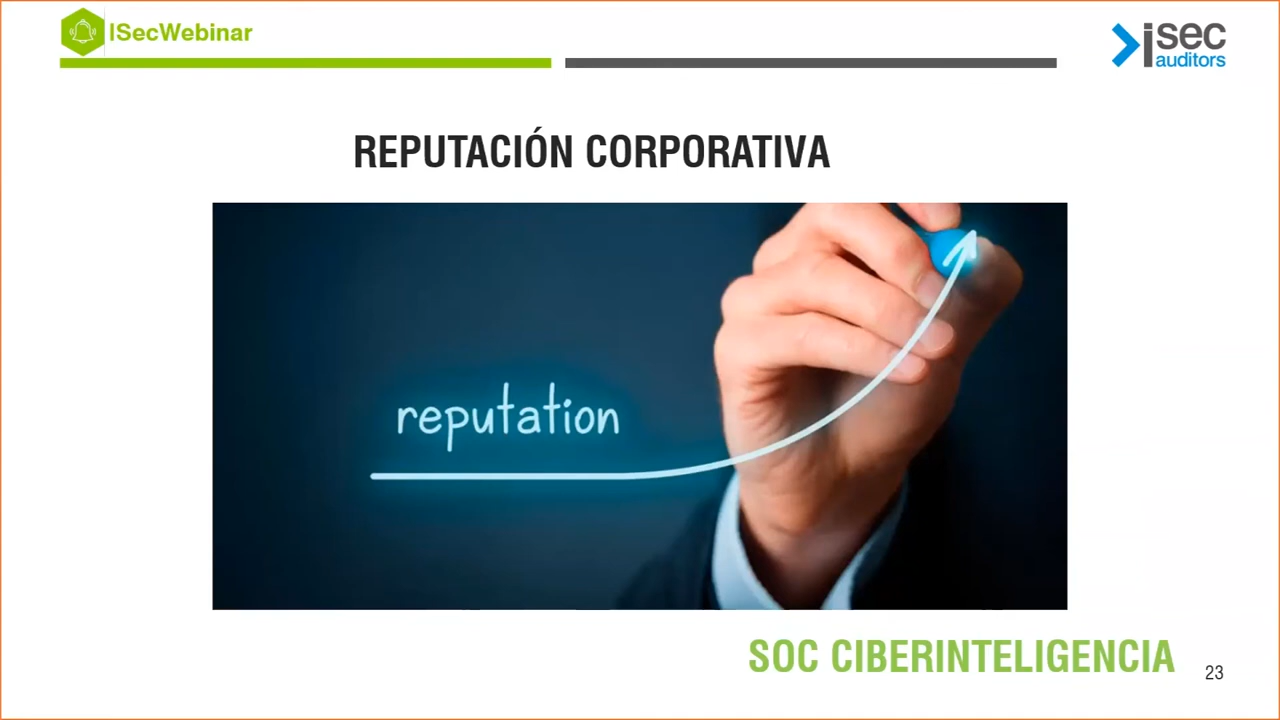 ISecWebinar
isec
auditors
REPUTACIÓN CORPORATIVA
reputation
SOC CIBERINTELIGENCIA
23